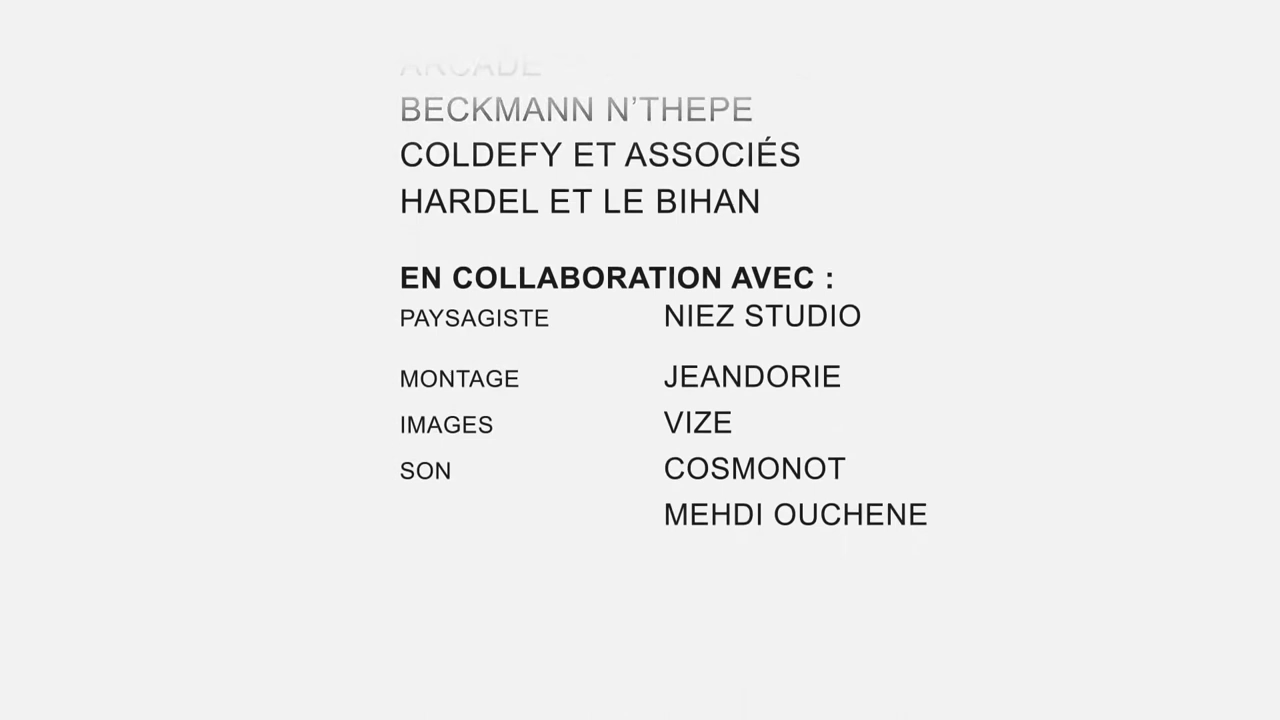 ARCADE
BECKMANN N’THEPE
COLDEFY ET ASSOCIÉS
HARDEL ET LE BIHAN
EN COLLABORATION AVEC :
PAYSAGISTE NIEZ STUDIO
MONTAGE JEANDORIE
IMAGES VIZE
SON COSMONOT
MEHDI OUCHENE